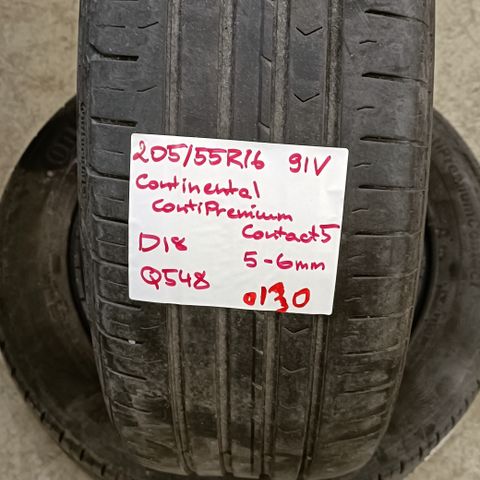 205/55R16 91V
Continental
ContiPremium
Contact5
D18
5-6mm
Q548
0130